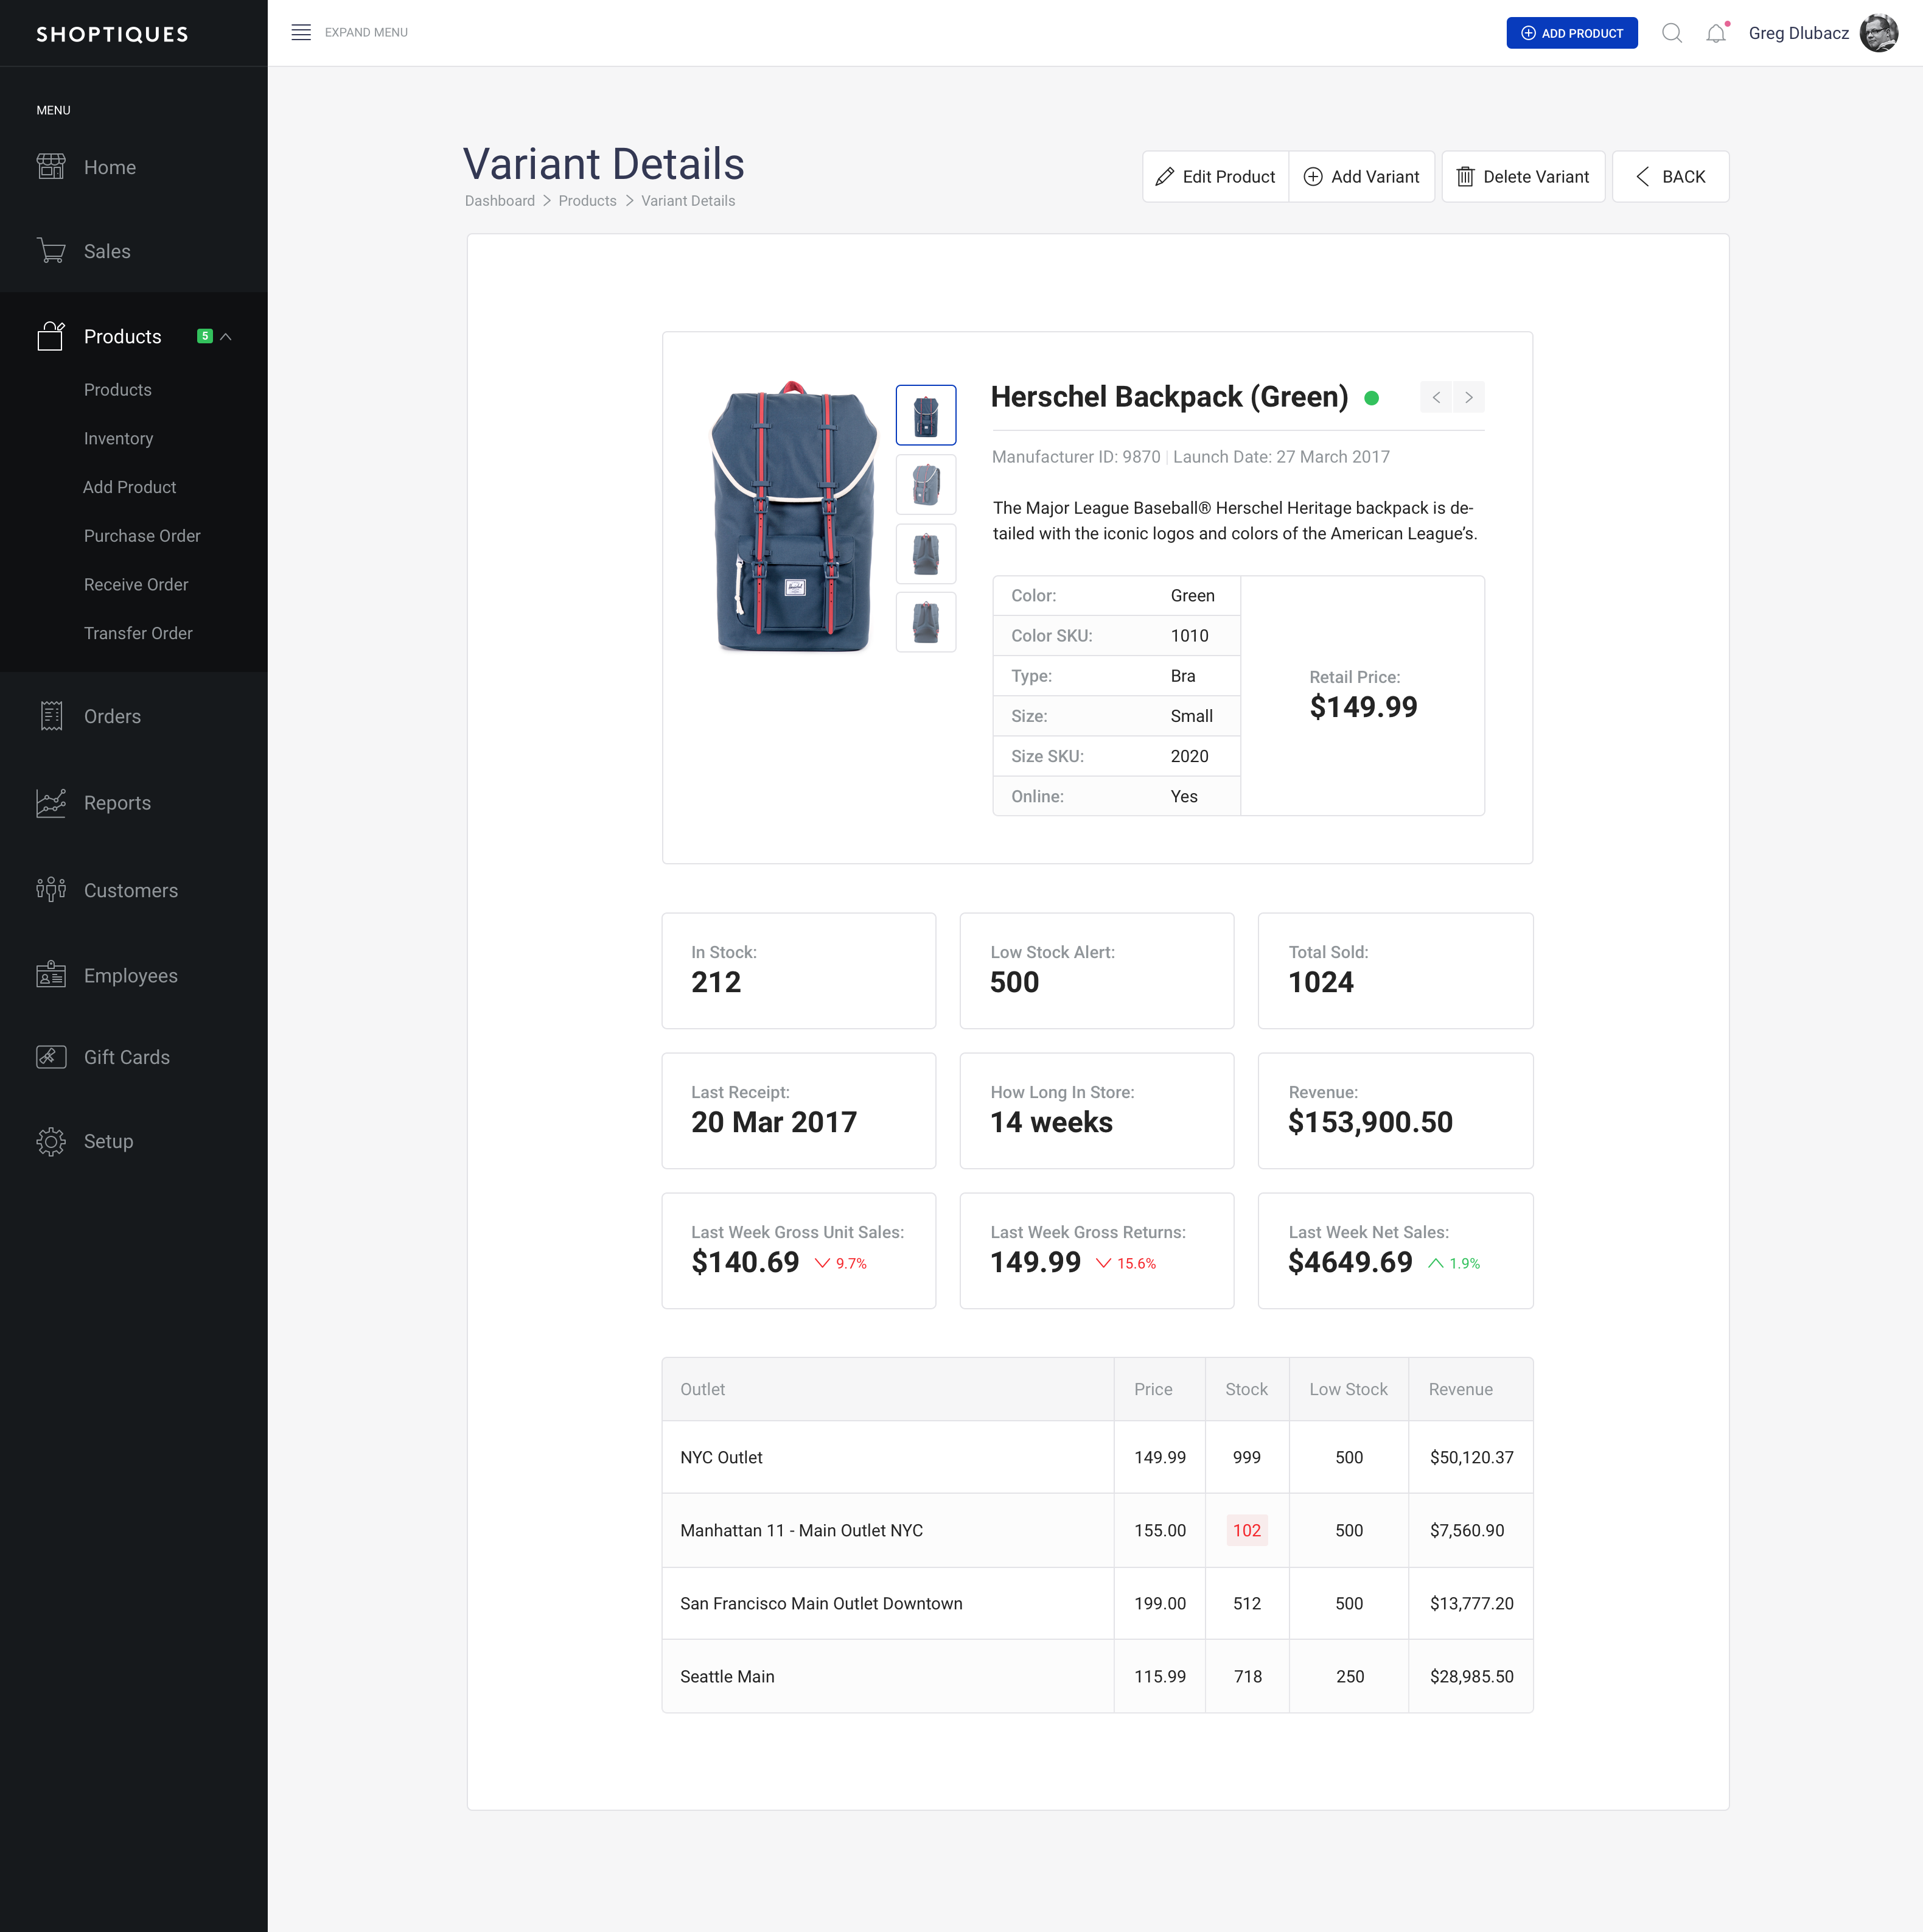 SHOPTIQUES
EXPAND MENU
ADD PRODUCT
Greg Dlubacz
MENU
Home
Sales
Products 5
Products
Inventory
Add Product
Purchase Order
Receive Order
Transfer Order
Orders
Reports
Customers
Employees
Gift Cards
Setup
Variant Details
Dashboard Products Variant Details
Edit Product
Add Variant
Delete Variant
BACK
Herschel Backpack (Green)
Manufacturer ID: 9870 | Launch Date: 27 March 2017
The Major League Baseball® Herschel Heritage backpack is de-
tailed with the iconic logos and colors of the American League’s.
Color: Green
Color SKU: 1010
Type: Bra
Size: Small
Size SKU: 2020
Online: Yes
Retail Price:
$149.99
In Stock:
212
Low Stock Alert:
500
Total Sold:
1024
Last Receipt:
20 Mar 2017
How Long In Store:
14 weeks
Revenue:
$153,900.50
Last Week Gross Unit Sales:
$140.69 9.7%
Last Week Gross Returns:
149.99 15.6%
Last Week Net Sales:
$4649.69 1.9%
Outlet Price Stock Low Stock Revenue
NYC Outlet 149.99 999 500 $50,120.37
Manhattan 11 - Main Outlet NYC 155.00 102 500 $7,560.90
San Francisco Main Outlet Downtown 199.00 512 500 $13,777.20
Seattle Main 115.99 718 250 $28,985.50